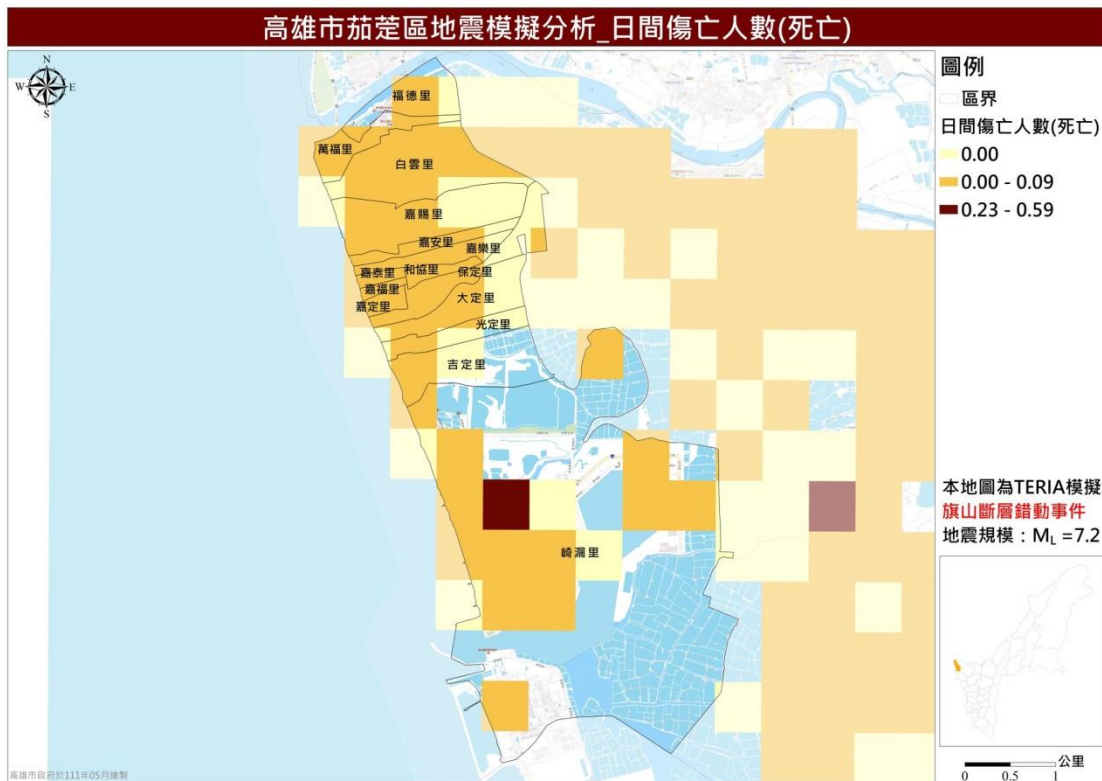 高雄市茄萣區地震模擬分析_日間傷亡人數(死亡)
N
W
E
S
福德里
萬福里
白雲里
嘉賜里
嘉安里
嘉樂里
嘉泰里
和協里
保定里
嘉福里
大定里
嘉定里
光定里
吉定里
崎漏里
圖例
區界
日間傷亡人數(死亡)
0.00
0.00 - 0.09
0.23 - 0.59
本地圖為TERIA模擬
旗山斷層錯動事件
地震規模：ML =7.2
公里
0 0.5 1
高雄市政府於111年05月繪製